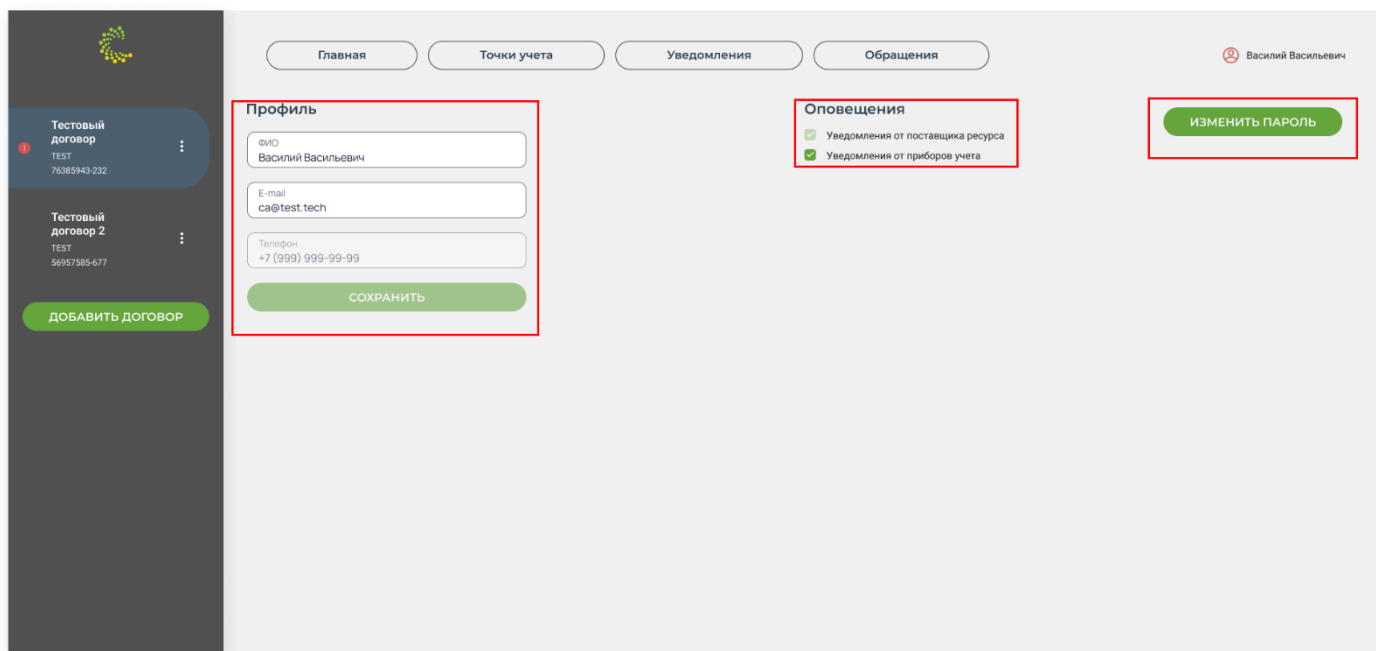 Главная
Точки учета
Уведомления
Обращения
Василий Васильевич
Тестовый
договор
TEST
76385943-232
Тестовый
договор 2
TEST
56957585-677
ДОБАВИТЬ ДОГОВОР
Профиль
ФИО
Василий Васильевич
E-mail
ca@test.tech
Телефон
+7 (999) 999-99-99
СОХРАНИТЬ
Оповещения
Уведомления от поставщика ресурса
Уведомления от приборов учета
ИЗМЕНИТЬ ПАРОЛЬ